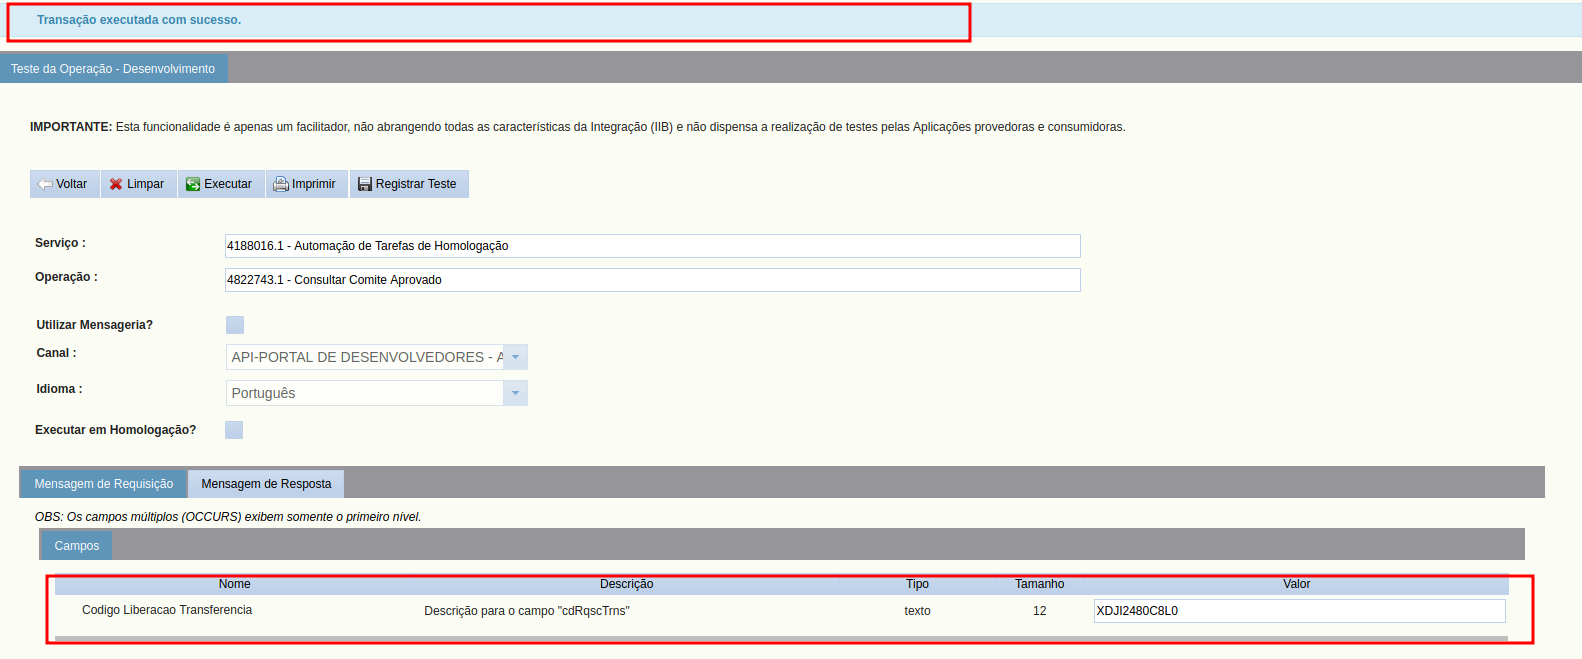 Transação executada com sucesso.
Teste da Operação - Desenvolvimento
IMPORTANTE: Esta funcionalidade é apenas um facilitador, não abrangendo todas as características da Integração (IIB) e não dispensa a realização de testes pelas Aplicações provedoras e consumidoras.
Voltar Limpar Executar Imprimir Registrar Teste
Serviço : 4188016.1 - Automação de Tarefas de Homologação
Operação : 4822743.1 - Consultar Comite Aprovado
Utilizar Mensageria?
Canal : API-PORTAL DE DESENVOLVEDORES - A
Idioma : Português
Executar em Homologação?
Mensagem de Requisição Mensagem de Resposta
OBS: Os campos múltiplos (OCCURS) exibem somente o primeiro nível.
Campos
Nome Descrição Tipo Tamanho Valor
Codigo Liberacao Transferencia Descrição para o campo "cdRqscTrns" texto 12 XDJI2480C8L0